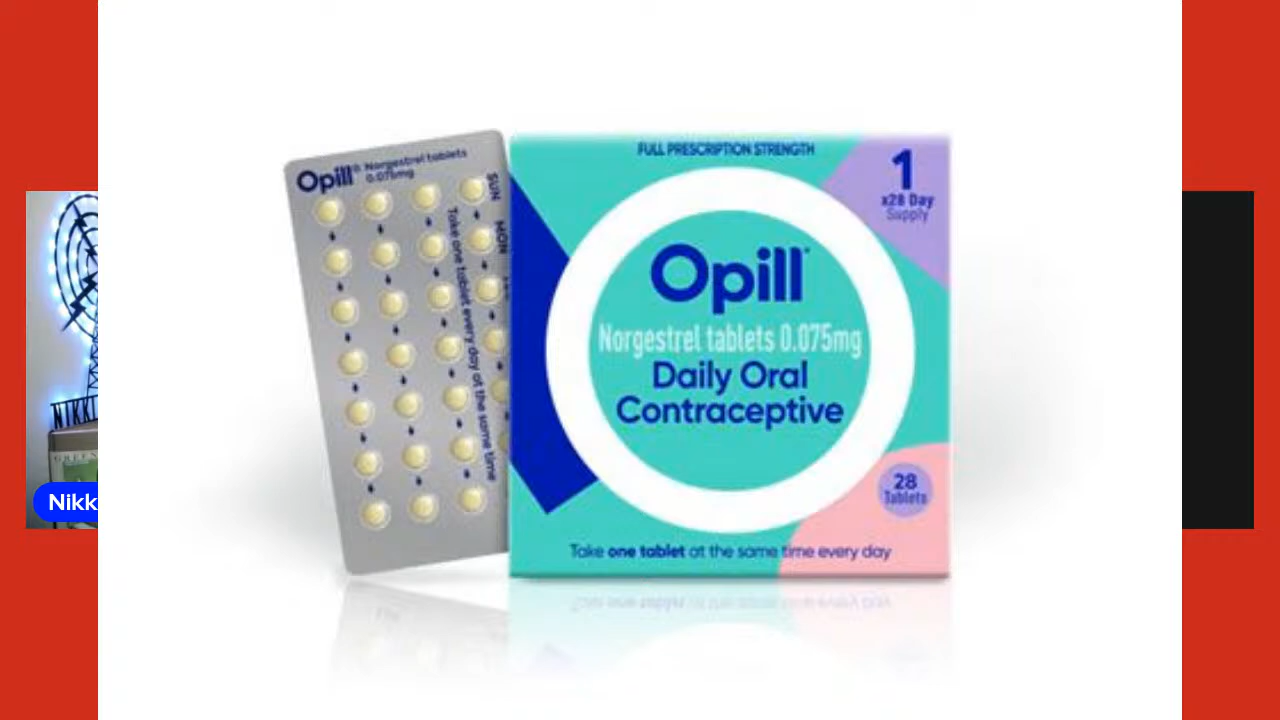 Opill® Norgestrel tablets
0.075mg
SUN
MON
Take one tablet every day at the same time
FULL PRESCRIPTION STRENGTH
1
x28 Day
Supply
Opill
Norgestrel tablets 0.075mg
Daily Oral
Contraceptive
28
Tablets
Take one tablet at the same time every day
NIKKI
GREEN
Nikk